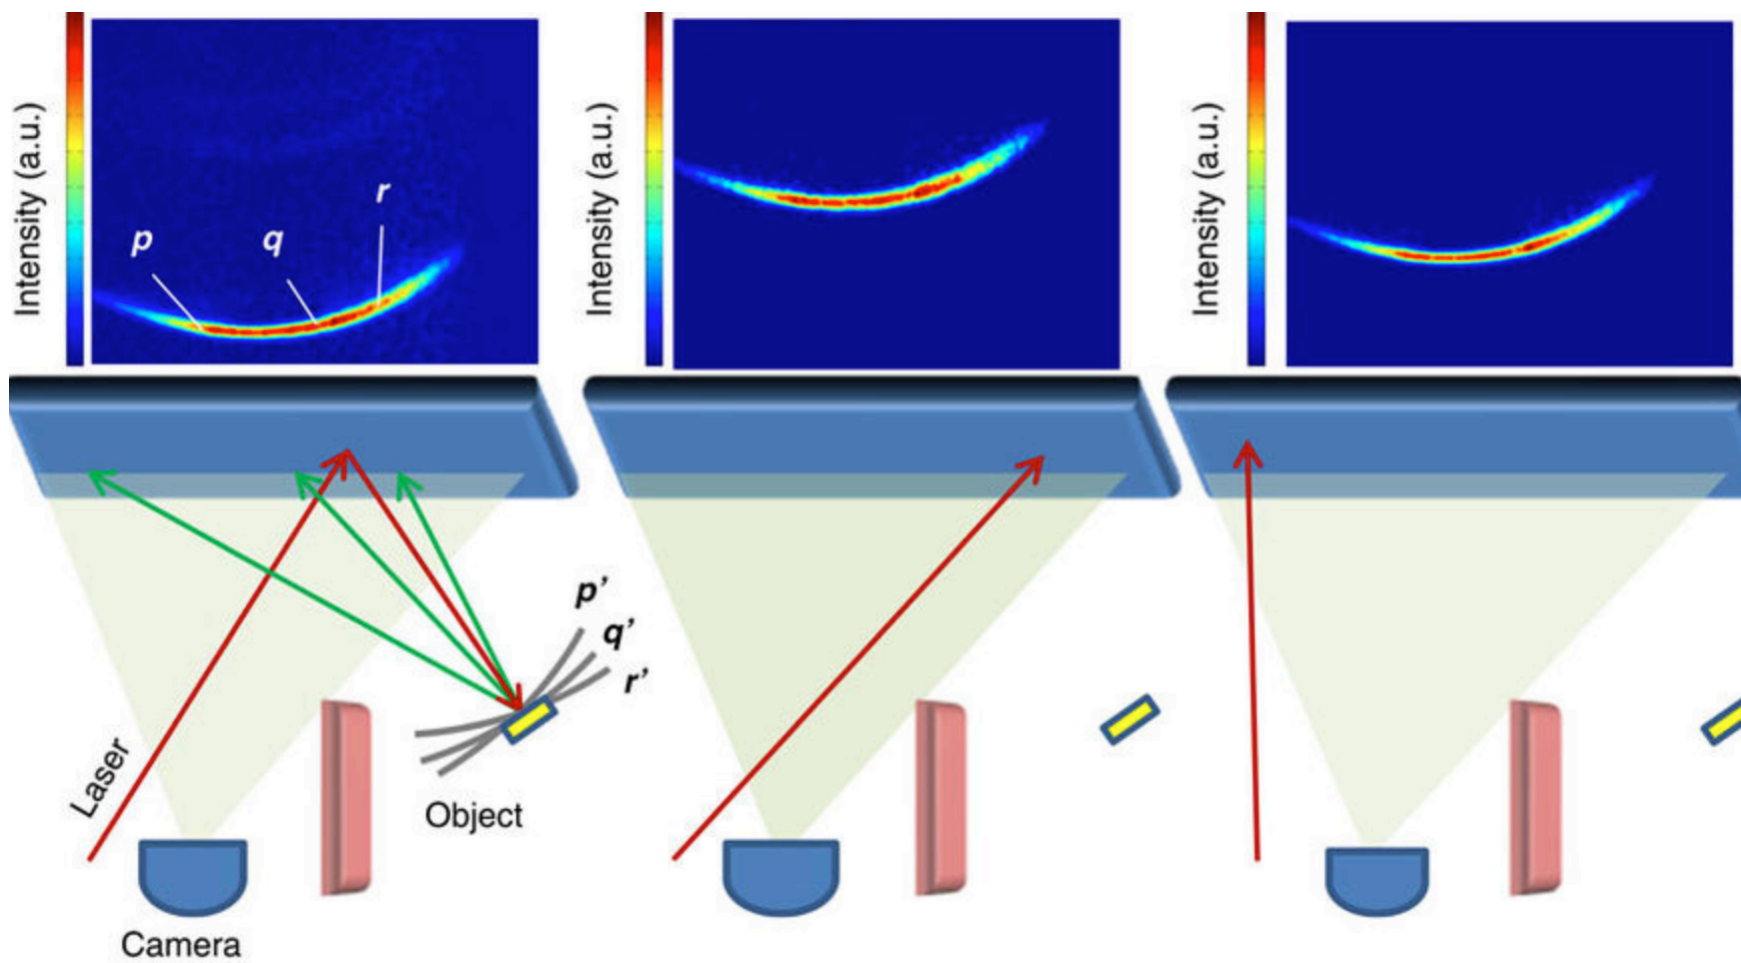 Intensity (a.u.)
p
q
r
Intensity (a.u.)
Intensity (a.u.)
Laser
p’
q’
r’
Object
Camera